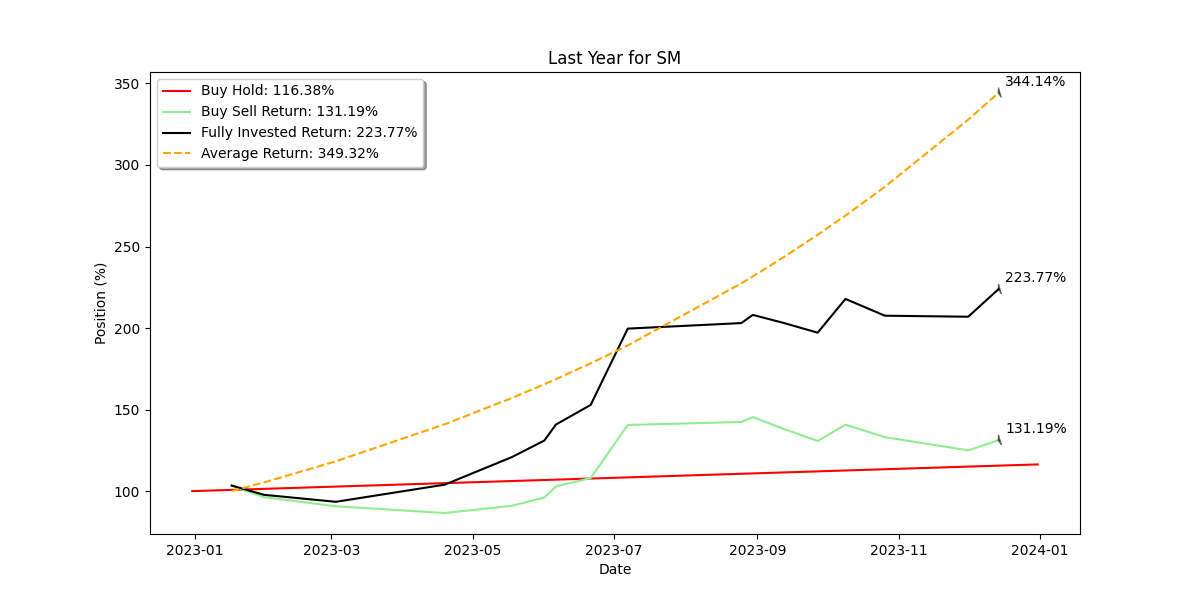 Last Year for SM
Buy Hold: 116.38%
Buy Sell Return: 131.19%
Fully Invested Return: 223.77%
Average Return: 349.32%
344.14%
223.77%
131.19%
Position (%)
350
300
250
200
150
100
2023-01
2023-03
2023-05
2023-07
2023-09
2023-11
2024-01
Date